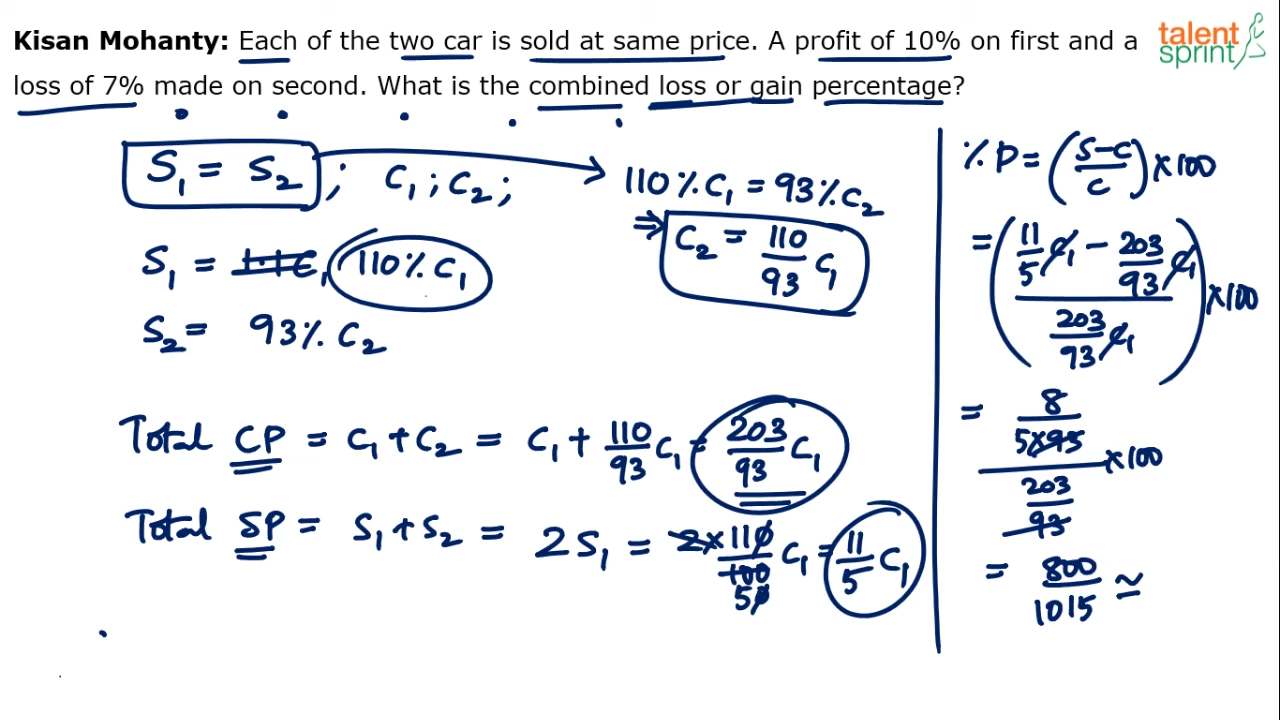 Kisan Mohanty: Each of the two car is sold at same price. A profit of 10% on first and a
loss of 7% made on second. What is the combined loss or gain percentage?
talent
sprint
S₁ = S₂ ; C₁ ; C₂ ;
110% C₁ = 93% C₂
⇒ C₂ = 110/93 C₁
S₁ = 110% C₁
S₂ = 93% C₂
Total CP = C₁ + C₂ = C₁ + 110/93 C₁ = 203/93 C₁
Total SP = S₁ + S₂ = 2S₁ = 2×110/100 C₁ = 11/5 C₁
50
% P = (S-C/C) × 100
= (11/5 C₁ - 203/93 C₁ / 203/93 C₁) × 100
= 8/5×93 / 203/93 × 100
= 800/1015 ≃